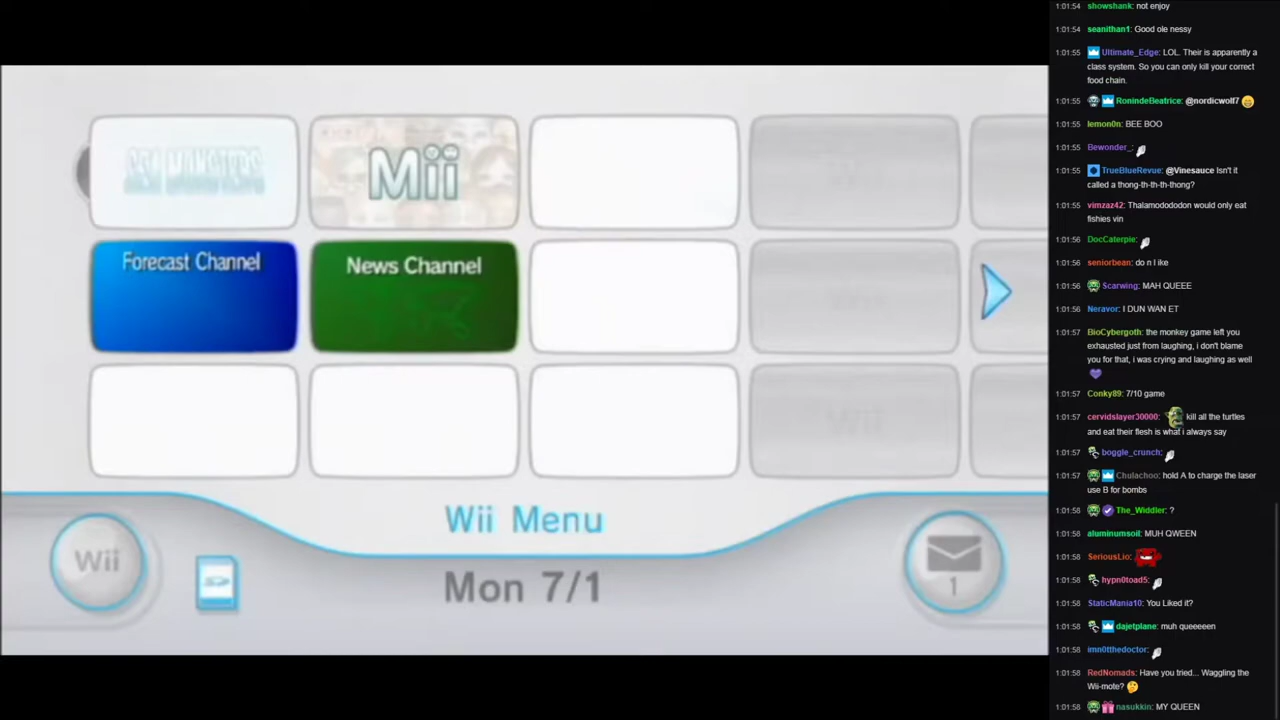 SEA MONSTERS
Mii
Forecast Channel
News Channel
Wii
Wii Menu
Wii
Mon 7/1
1
1:01:54 showshank: not enjoy
1:01:54 seanithan1: Good ole nessy
1:01:55 Ultimate_Edge: LOL. Their is apparently a
class system. So you can only kill your correct
food chain.
1:01:55 RonindeBeatrice: @nordicwolf7
1:01:55 lemon0n: BEE BOO
1:01:55 Bewonder_:
1:01:55 TrueBlueRevue: @Vinesauce Isn't it
called a thong-th-th-th-thong?
1:01:55 vimzaz42: Thalamodododon would only eat
fishies vin
1:01:56 DocCaterpie:
1:01:56 seniorbean: do n l ike
1:01:56 Scarwing: MAH QUEEE
1:01:56 Neravor: I DUN WAN ET
1:01:57 BioCybergoth: the monkey game left you
exhausted just from laughing, i don't blame
you for that, i was crying and laughing as well
1:01:57 Conky89: 7/10 game
1:01:57 cervidslayer30000: kill all the turtles
and eat their flesh is what i always say
1:01:57 boggle_crunch:
1:01:57 Chulachoo: hold A to charge the laser
use B for bombs
1:01:58 The_Widdler: ?
1:01:58 aluminumsoil: MUH QWEEN
1:01:58 SeriousLio:
1:01:58 hypn0toad5:
1:01:58 StaticMania10: You Liked it?
1:01:58 dajetplane: muh queeeeen
1:01:58 imn0tthedoctor:
1:01:58 RedNomads: Have you tried... Waggling the
Wii-mote?
1:01:58 nasukkin: MY QUEEN